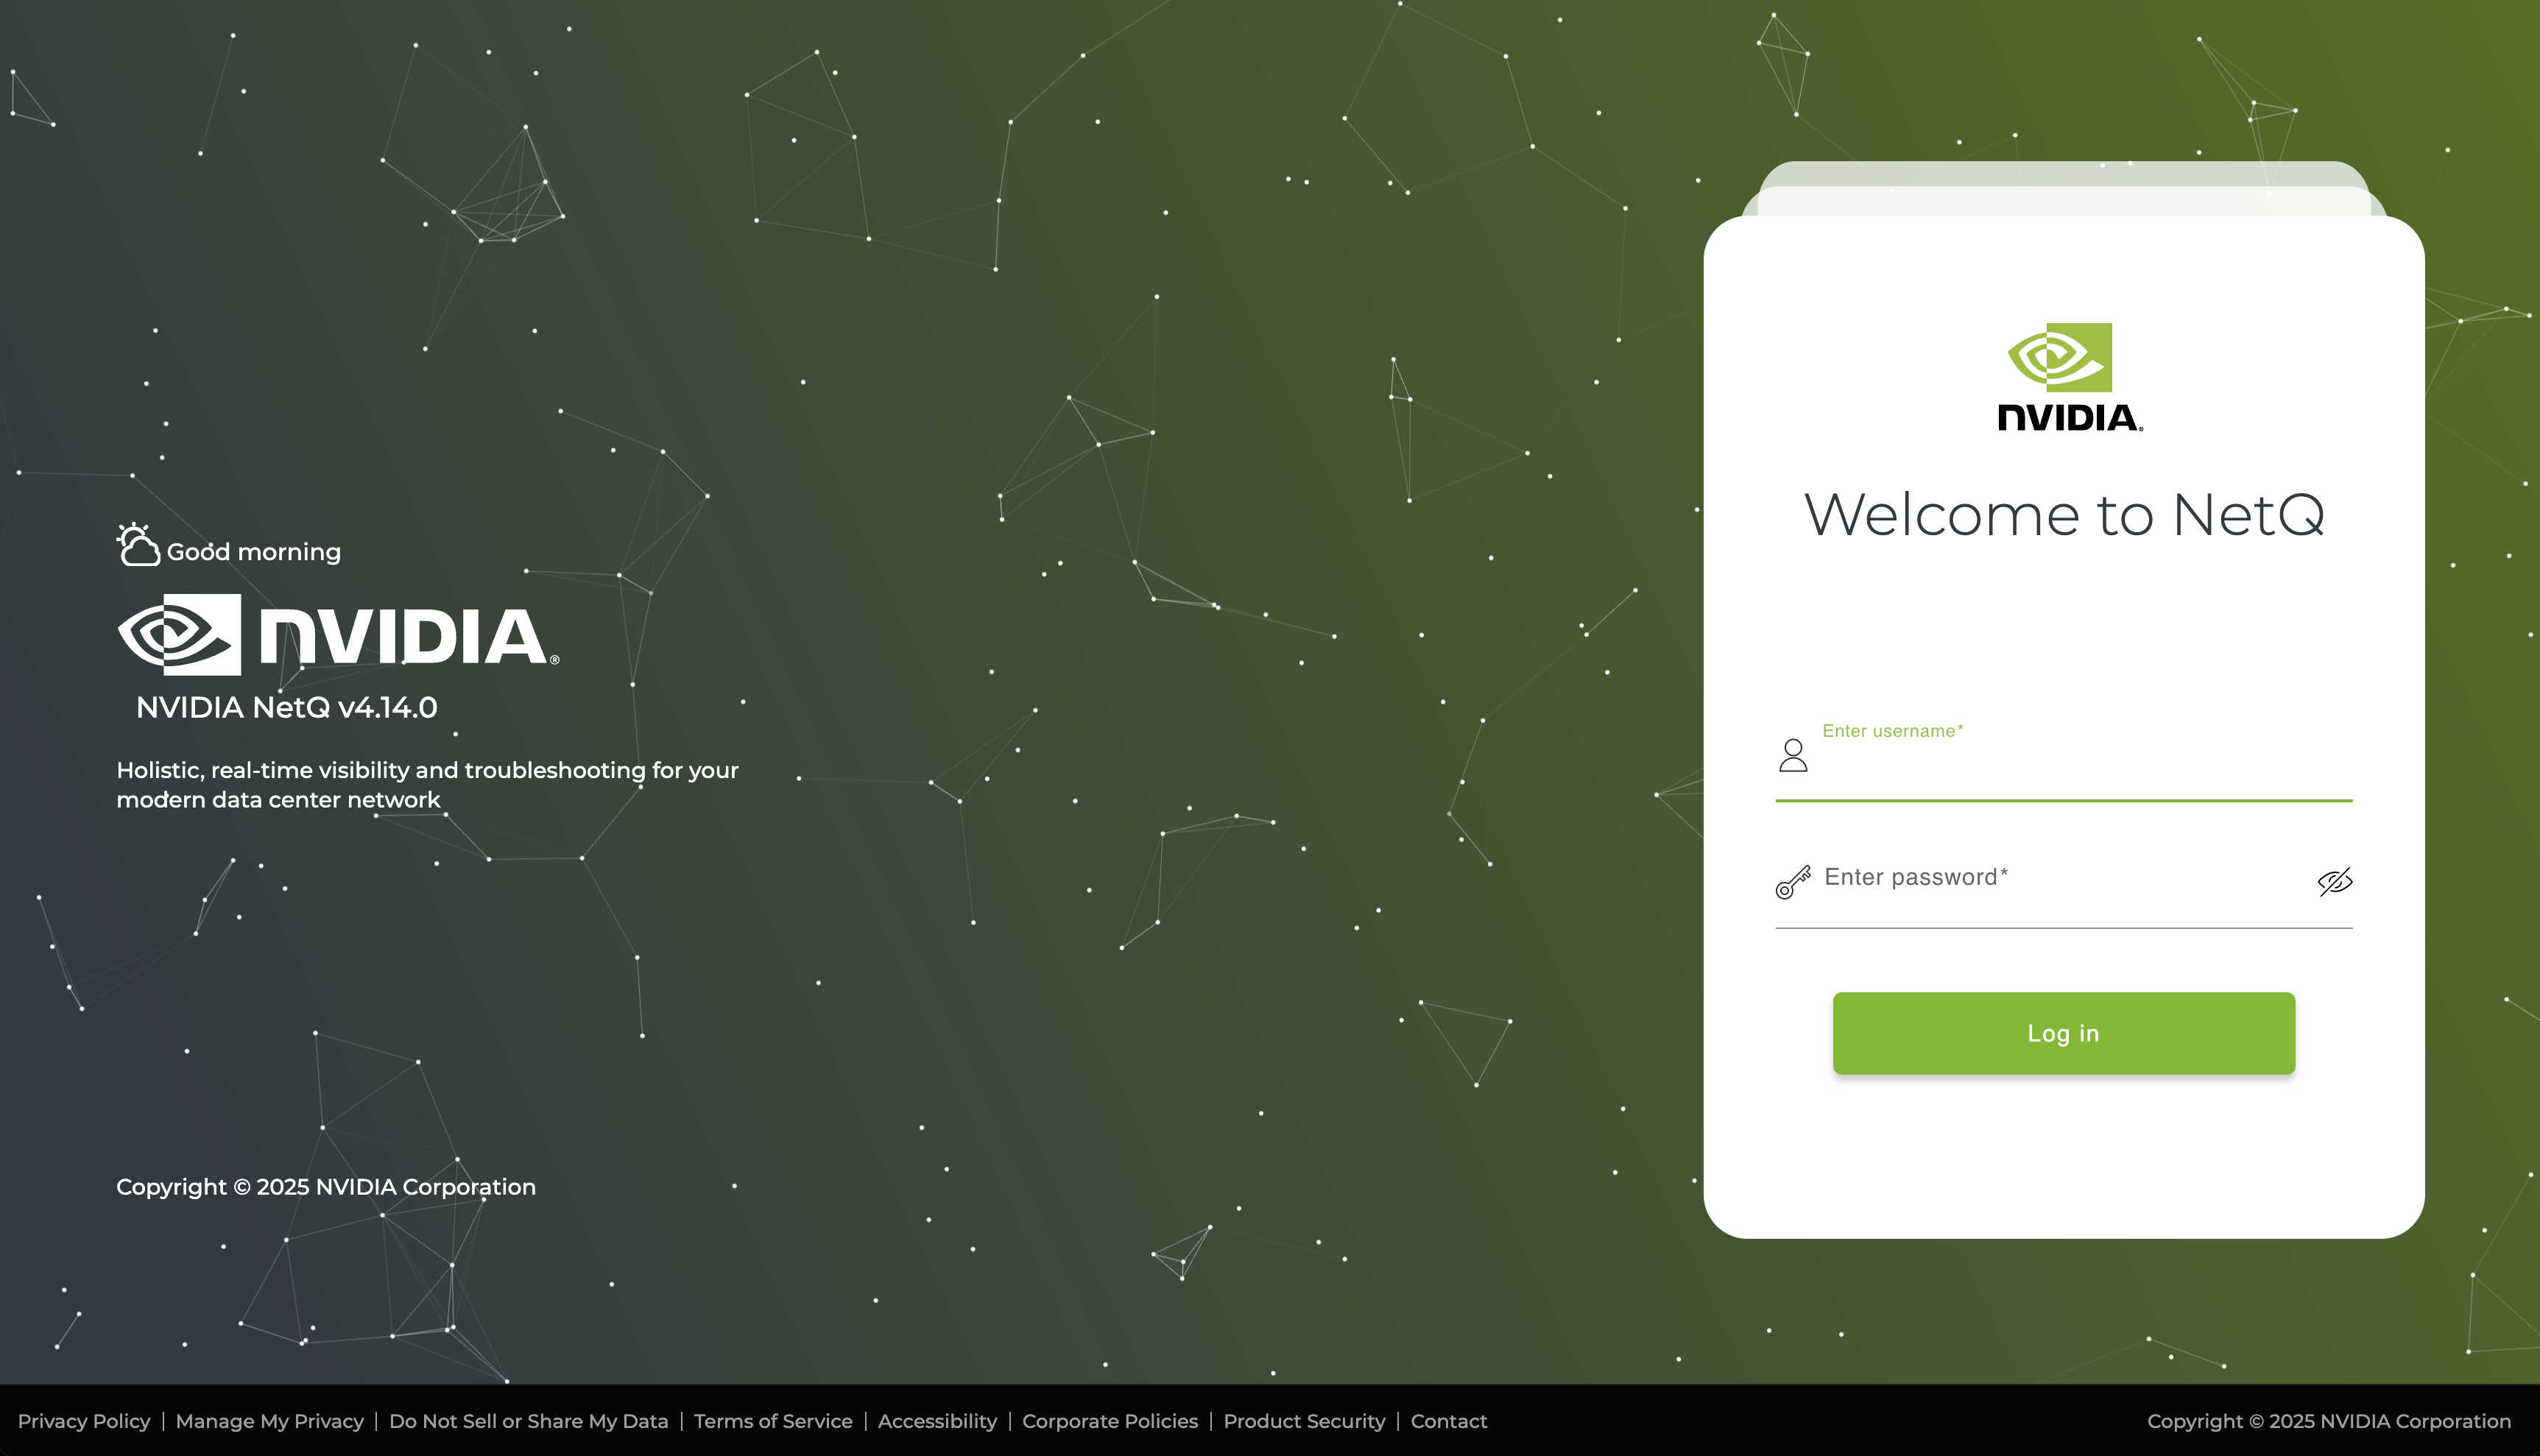 Good morning
NVIDIA®
NVIDIA NetQ v4.14.0
Holistic, real-time visibility and troubleshooting for your
modern data center network
Copyright © 2025 NVIDIA Corporation
NVIDIA®
Welcome to NetQ
Enter username*
Enter password*
Log in
Privacy Policy | Manage My Privacy | Do Not Sell or Share My Data | Terms of Service | Accessibility | Corporate Policies | Product Security | Contact
Copyright © 2025 NVIDIA Corporation